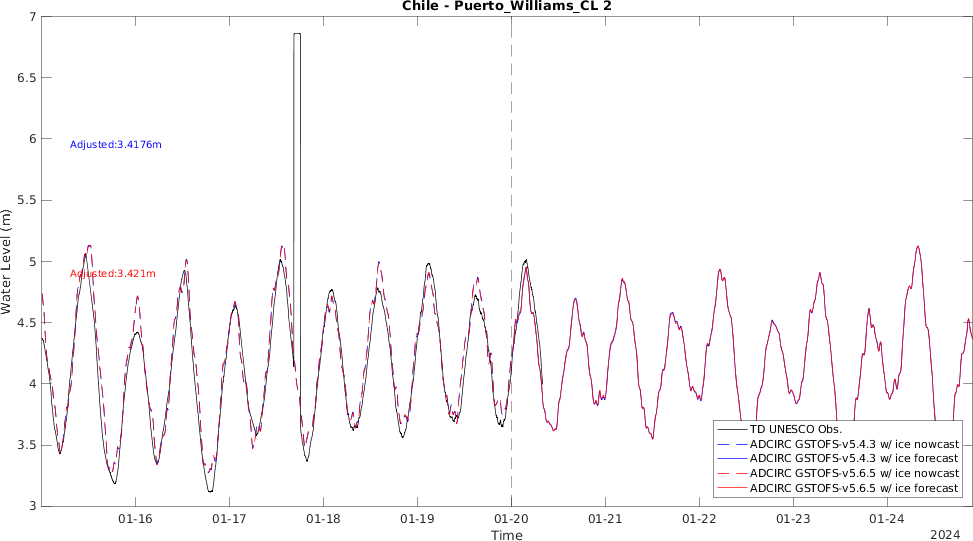 Chile - Puerto_Williams_CL 2
7
6.5
6
5.5
5
4.5
4
3.5
3
Water Level (m)
Adjusted:3.4176m
Adjusted:3.421m
TD UNESCO Obs.
ADCIRC GSTOFS-v5.4.3 w/ ice nowcast
ADCIRC GSTOFS-v5.4.3 w/ ice forecast
ADCIRC GSTOFS-v5.6.5 w/ ice nowcast
ADCIRC GSTOFS-v5.6.5 w/ ice forecast
01-16 01-17 01-18 01-19 01-20 01-21 01-22 01-23 01-24
Time
2024